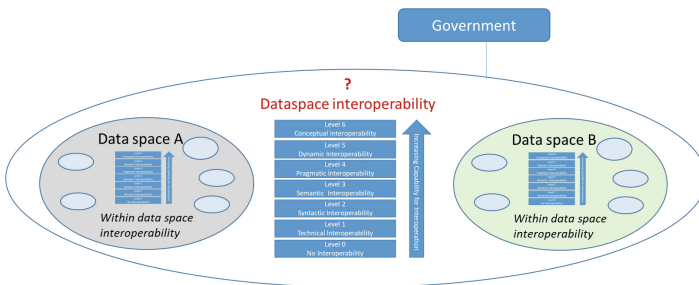 Government
?
Dataspace interoperability
Data space A
Within data space
interoperability
Level 6
Conceptual Interoperability
Level 5
Dynamic Interoperability
Level 4
Pragmatic Interoperability
Level 3
Semantic Interoperability
Level 2
Syntactic Interoperability
Level 1
Technical Interoperability
Level 0
No Interoperability
Increasing Capability for Interoperation
Data space B
Within data space
interoperability